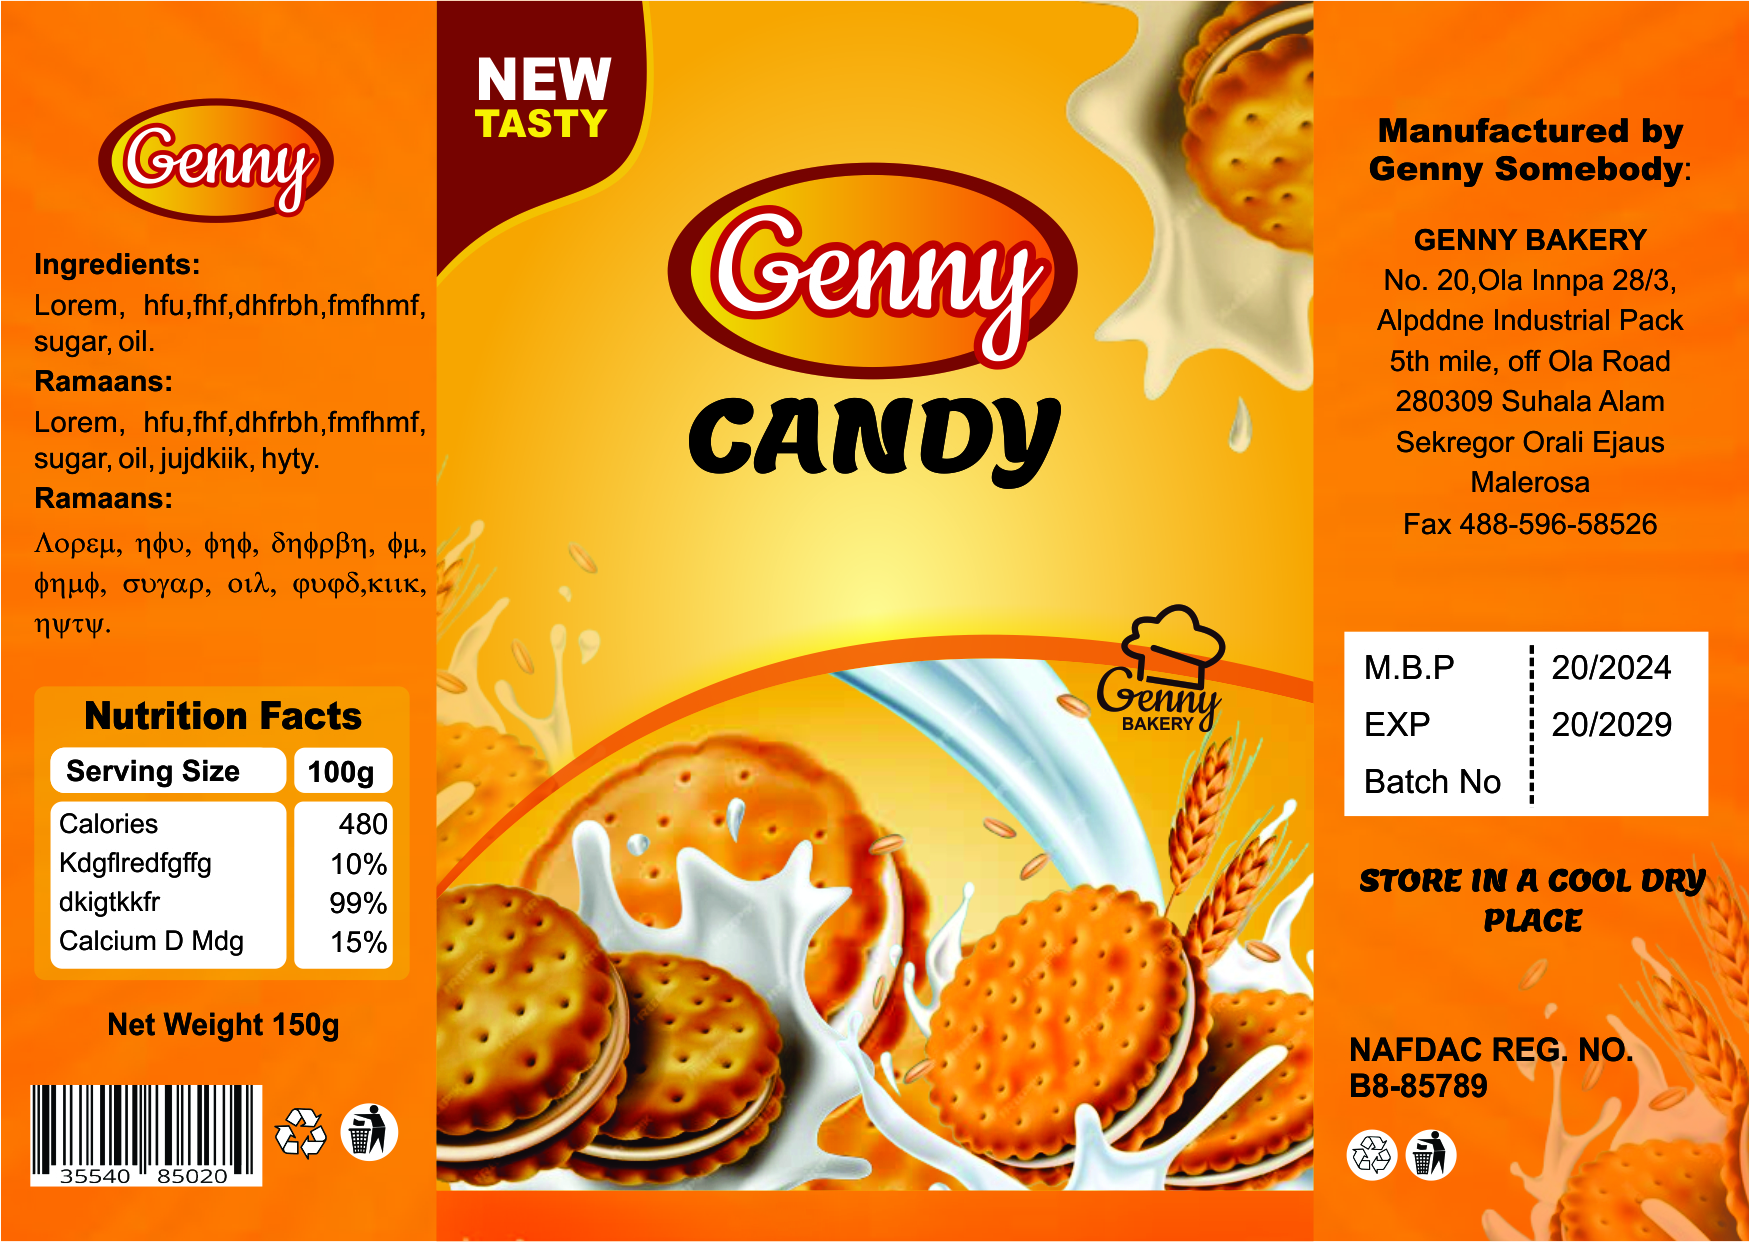 Genny
Ingredients:
Lorem, hfu,fhf,dhfrbh,fmfhmf,
sugar, oil.
Ramaans:
Lorem, hfu,fhf,dhfrbh,fmfhmf,
sugar, oil, jujdkiik, hyty.
Ramaans:
Λορεμ, ηφυ, φηφ, δηφρβη, φμ,
φημφ, συγαρ, οιλ, φυφδ,κιικ,
ηψτψ.
Nutrition Facts
Serving Size 100g
Calories 480
Kdgflredfgffg 10%
dkigtkkfr 99%
Calcium D Mdg 15%
Net Weight 150g
35540 85020
NEW
TASTY
Genny
CANDY
Genny
BAKERY
Manufactured by
Genny Somebody:
GENNY BAKERY
No. 20,Ola Innpa 28/3,
Alpddne Industrial Pack
5th mile, off Ola Road
280309 Suhala Alam
Sekregor Orali Ejaus
Malerosa
Fax 488-596-58526
M.B.P 20/2024
EXP 20/2029
Batch No
STORE IN A COOL DRY
PLACE
NAFDAC REG. NO.
B8-85789